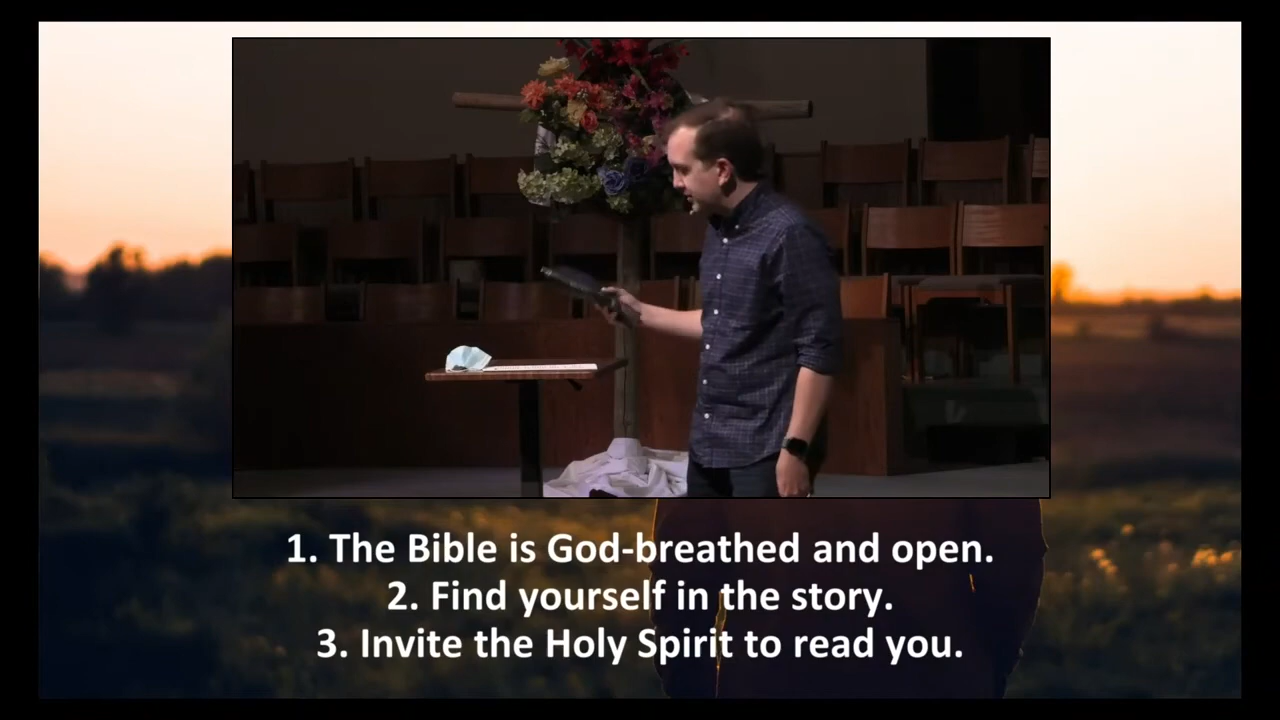 1. The Bible is God-breathed and open.
2. Find yourself in the story.
3. Invite the Holy Spirit to read you.